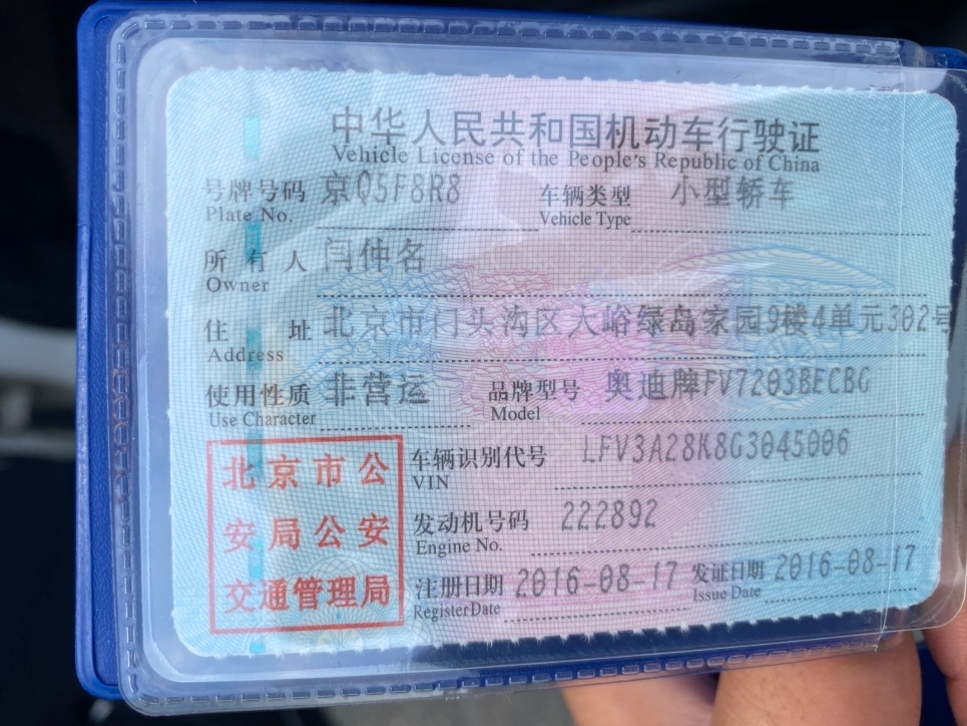 中华人民共和国机动车行驶证
Vehicle License of the People's Republic of China
号牌号码 京Q5F8R8 车辆类型 小型轿车
Plate No. Vehicle Type
所有人 闫仲名
Owner
住址 北京市门头沟区大峪绿岛家园9楼4单元302号
Address
使用性质 非营运 品牌型号 奥迪牌FV7203BECBG
Use Character Model
北京市公 车辆识别代号 LFV3A28K8G3045006
VIN
安局公安 发动机号码 222892
Engine No.
交通管理局 注册日期 2016-08-17 发证日期 2016-08-17
Register Date Issue Date